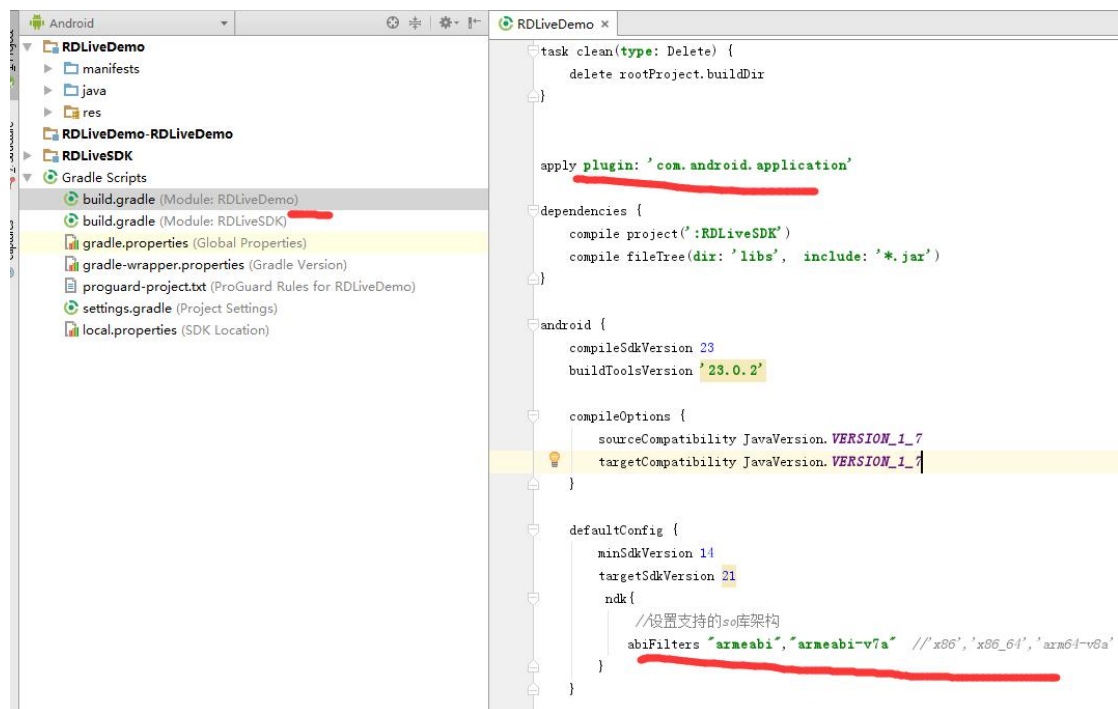 Android
RDLiveDemo
manifests
java
res
RDLiveDemo-RDLiveDemo
RDLiveSDK
Gradle Scripts
build.gradle (Module: RDLiveDemo)
build.gradle (Module: RDLiveSDK)
gradle.properties (Global Properties)
gradle-wrapper.properties (Gradle Version)
proguard-project.txt (ProGuard Rules for RDLiveDemo)
settings.gradle (Project Settings)
local.properties (SDK Location)
RDLiveDemo ×
task clean(type: Delete) {
delete rootProject.buildDir
}
apply plugin: 'com.android.application'
dependencies {
compile project(':RDLiveSDK')
compile fileTree(dir: 'libs', include: '*.jar')
}
android {
compileSdkVersion 23
buildToolsVersion '23.0.2'
compileOptions {
sourceCompatibility JavaVersion.VERSION_1_7
targetCompatibility JavaVersion.VERSION_1_7
}
defaultConfig {
minSdkVersion 14
targetSdkVersion 21
ndk{
//设置支持的so库架构
abiFilters "armeabi","armeabi-v7a" //'x86','x86_64','arm64-v8a'
}
}